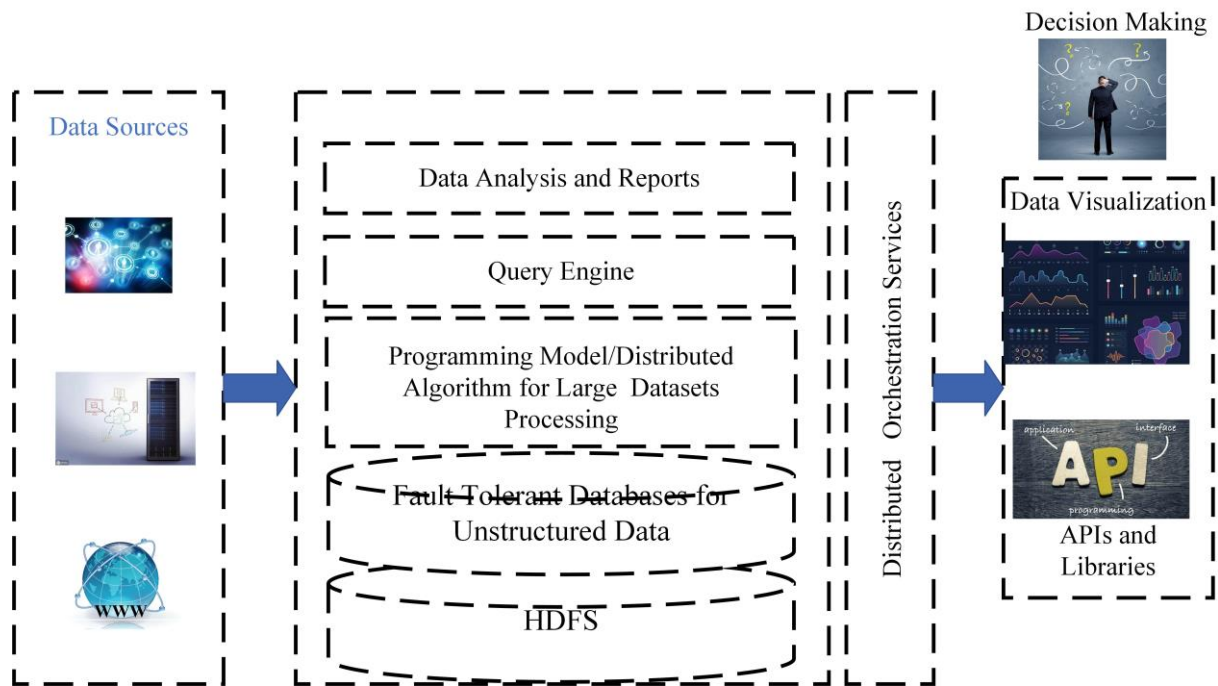 Decision Making
Data Sources
Data Analysis and Reports
Query Engine
Programming Model/Distributed
Algorithm for Large Datasets
Processing
Fault Tolerant Databases for
Unstructured Data
HDFS
WWW
Distributed Orchestration Services
Data Visualization
application
interface
API
programming
APIs and
Libraries